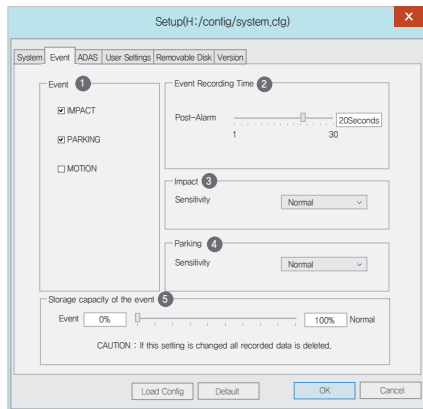 Setup(H:/config/system.cfg)
X
System Event ADAS User Settings Removable Disk Version
Event 1
IMPACT
PARKING
MOTION
Event Recording Time 2
Post-Alarm 20Seconds
1 30
Impact 3
Sensitivity Normal
Parking 4
Sensitivity Normal
Storage capacity of the event 5
Event 0% 100% Normal
CAUTION : If this setting is changed all recorded data is deleted.
Load Config Default OK Cancel